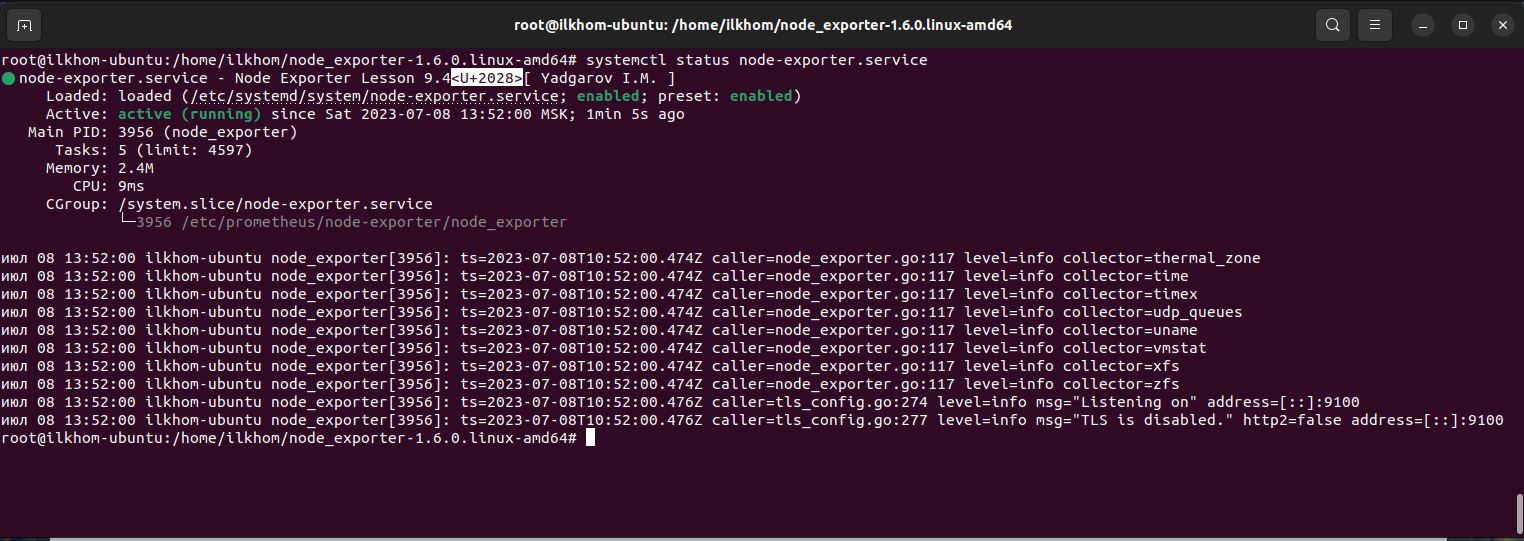 root@ilkhom-ubuntu: /home/ilkhom/node_exporter-1.6.0.linux-amd64
root@ilkhom-ubuntu:/home/ilkhom/node_exporter-1.6.0.linux-amd64# systemctl status node-exporter.service
● node-exporter.service - Node Exporter Lesson 9.4<U+2028>[ Yadgarov I.M. ]
Loaded: loaded (/etc/systemd/system/node-exporter.service; enabled; preset: enabled)
Active: active (running) since Sat 2023-07-08 13:52:00 MSK; 1min 5s ago
Main PID: 3956 (node_exporter)
Tasks: 5 (limit: 4597)
Memory: 2.4M
CPU: 9ms
CGroup: /system.slice/node-exporter.service
└─3956 /etc/prometheus/node-exporter/node_exporter
июл 08 13:52:00 ilkhom-ubuntu node_exporter[3956]: ts=2023-07-08T10:52:00.474Z caller=node_exporter.go:117 level=info collector=thermal_zone
июл 08 13:52:00 ilkhom-ubuntu node_exporter[3956]: ts=2023-07-08T10:52:00.474Z caller=node_exporter.go:117 level=info collector=time
июл 08 13:52:00 ilkhom-ubuntu node_exporter[3956]: ts=2023-07-08T10:52:00.474Z caller=node_exporter.go:117 level=info collector=timex
июл 08 13:52:00 ilkhom-ubuntu node_exporter[3956]: ts=2023-07-08T10:52:00.474Z caller=node_exporter.go:117 level=info collector=udp_queues
июл 08 13:52:00 ilkhom-ubuntu node_exporter[3956]: ts=2023-07-08T10:52:00.474Z caller=node_exporter.go:117 level=info collector=uname
июл 08 13:52:00 ilkhom-ubuntu node_exporter[3956]: ts=2023-07-08T10:52:00.474Z caller=node_exporter.go:117 level=info collector=vmstat
июл 08 13:52:00 ilkhom-ubuntu node_exporter[3956]: ts=2023-07-08T10:52:00.474Z caller=node_exporter.go:117 level=info collector=xfs
июл 08 13:52:00 ilkhom-ubuntu node_exporter[3956]: ts=2023-07-08T10:52:00.474Z caller=node_exporter.go:117 level=info collector=zfs
июл 08 13:52:00 ilkhom-ubuntu node_exporter[3956]: ts=2023-07-08T10:52:00.476Z caller=tls_config.go:274 level=info msg="Listening on" address=[::]:9100
июл 08 13:52:00 ilkhom-ubuntu node_exporter[3956]: ts=2023-07-08T10:52:00.476Z caller=tls_config.go:277 level=info msg="TLS is disabled." http2=false address=[::]:9100
root@ilkhom-ubuntu:/home/ilkhom/node_exporter-1.6.0.linux-amd64#